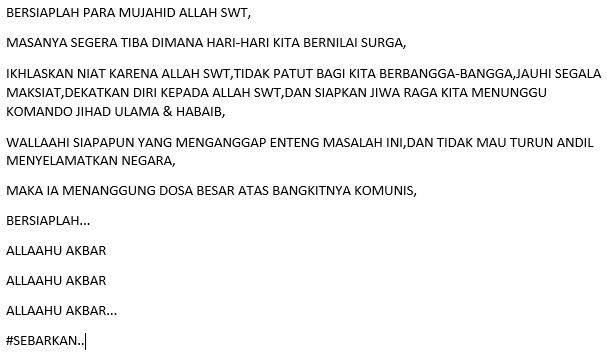 BERSIAPLAH PARA MUJAHID ALLAH SWT,
MASANYA SEGERA TIBA DIMANA HARI-HARI KITA BERNILAI SURGA,
IKHLASKAN NIAT KARENA ALLAH SWT,TIDAK PATUT BAGI KITA BERBANGGA-BANGGA,JAUHI SEGALA
MAKSIAT,DEKATKAN DIRI KEPADA ALLAH SWT,DAN SIAPKAN JIWA RAGA KITA MENUNGGU
KOMANDO JIHAD ULAMA & HABAIB,
WALLAAHI SIAPAPUN YANG MENGANGGAP ENTENG MASALAH INI,DAN TIDAK MAU TURUN ANDIL
MENYELAMATKAN NEGARA,
MAKA IA MENANGGUNG DOSA BESAR ATAS BANGKITNYA KOMUNIS,
BERSIAPLAH...
ALLAAHU AKBAR
ALLAAHU AKBAR
ALLAAHU AKBAR...
#SEBARKAN..